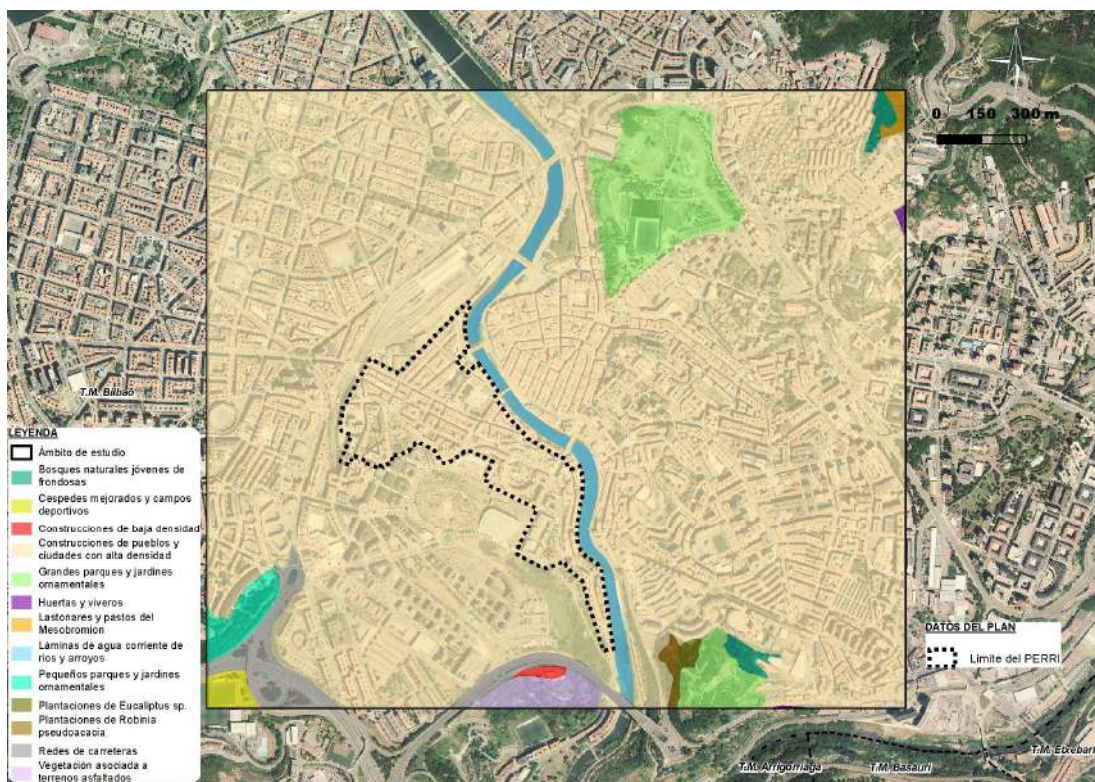 0 150 300 m
T.M. Bilbao
LEYENDA
Ámbito de estudio
Bosques naturales jóvenes de
frondosas
Cespedes mejorados y campos
deportivos
Construcciones de baja densidad
Construcciones de pueblos y
ciudades con alta densidad
Grandes parques y jardines
ornamentales
Huertas y viveros
Lastonares y pastos del
Mesobromion
Láminas de agua corriente de
ríos y arroyos
Pequeños parques y jardines
ornamentales
Plantaciones de Eucaliptus sp.
Plantaciones de Robinia
pseudoacacia
Redes de carreteras
Vegetación asociada a
terrenos asfaltados
DATOS DEL PLAN
Límite del PERRI
T.M. Etxebarri
T.M. Arrigorriaga
T.M. Basauri